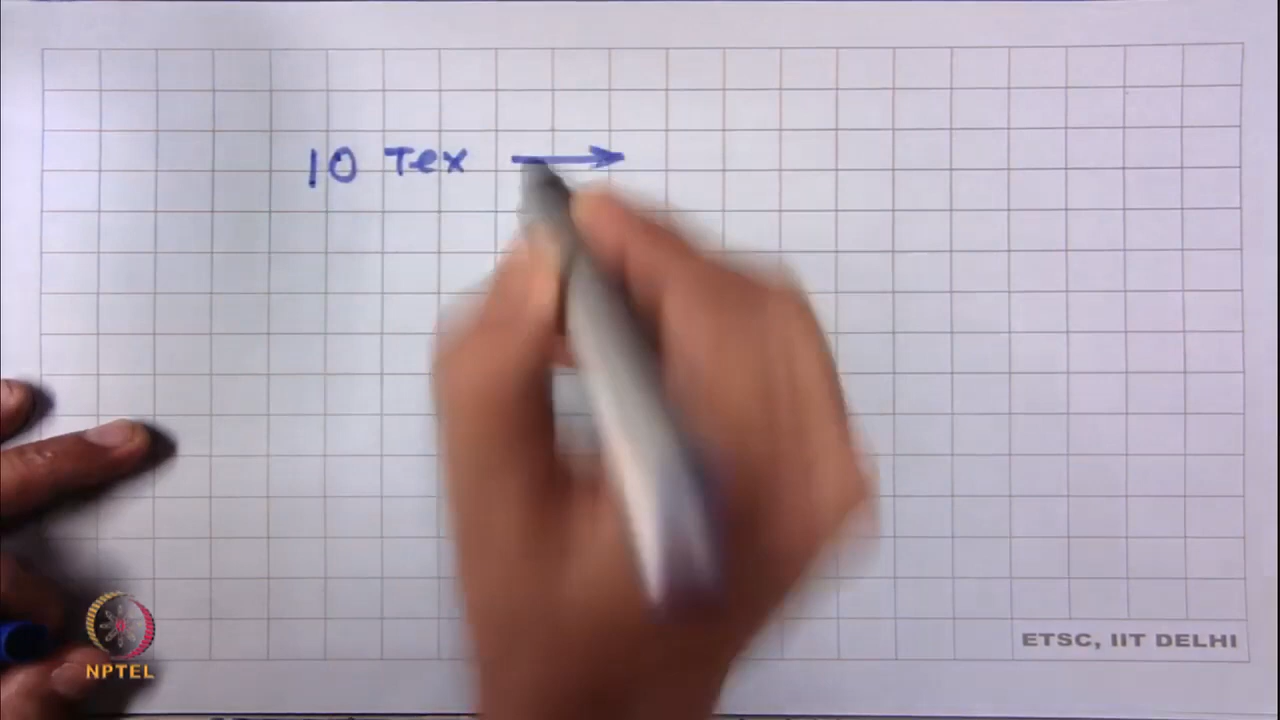 10 Tex →
NPTEL
ETSC, IIT DELHI